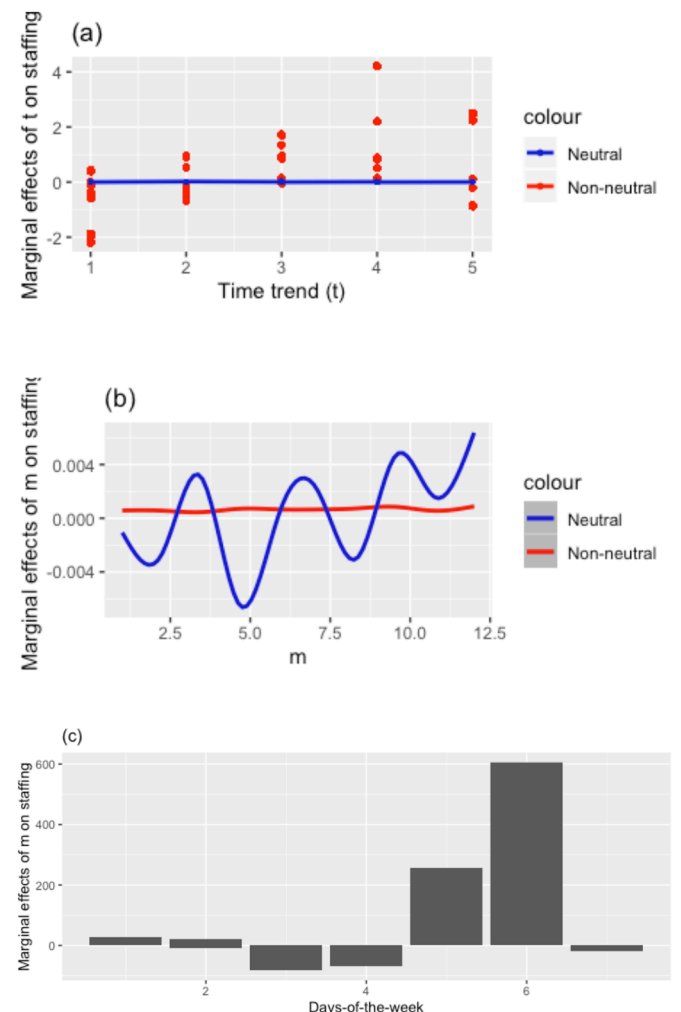 (a)
Marginal effects of t on staffing
4
2
0
-2
1 2 3 4 5
Time trend (t)
colour
Neutral
Non-neutral
(b)
Marginal effects of m on staffing
0.004
0.000
-0.004
2.5 5.0 7.5 10.0 12.5
m
colour
Neutral
Non-neutral
(c)
Marginal effects of m on staffing
600
400
200
0
2 4 6
Days-of-the-week